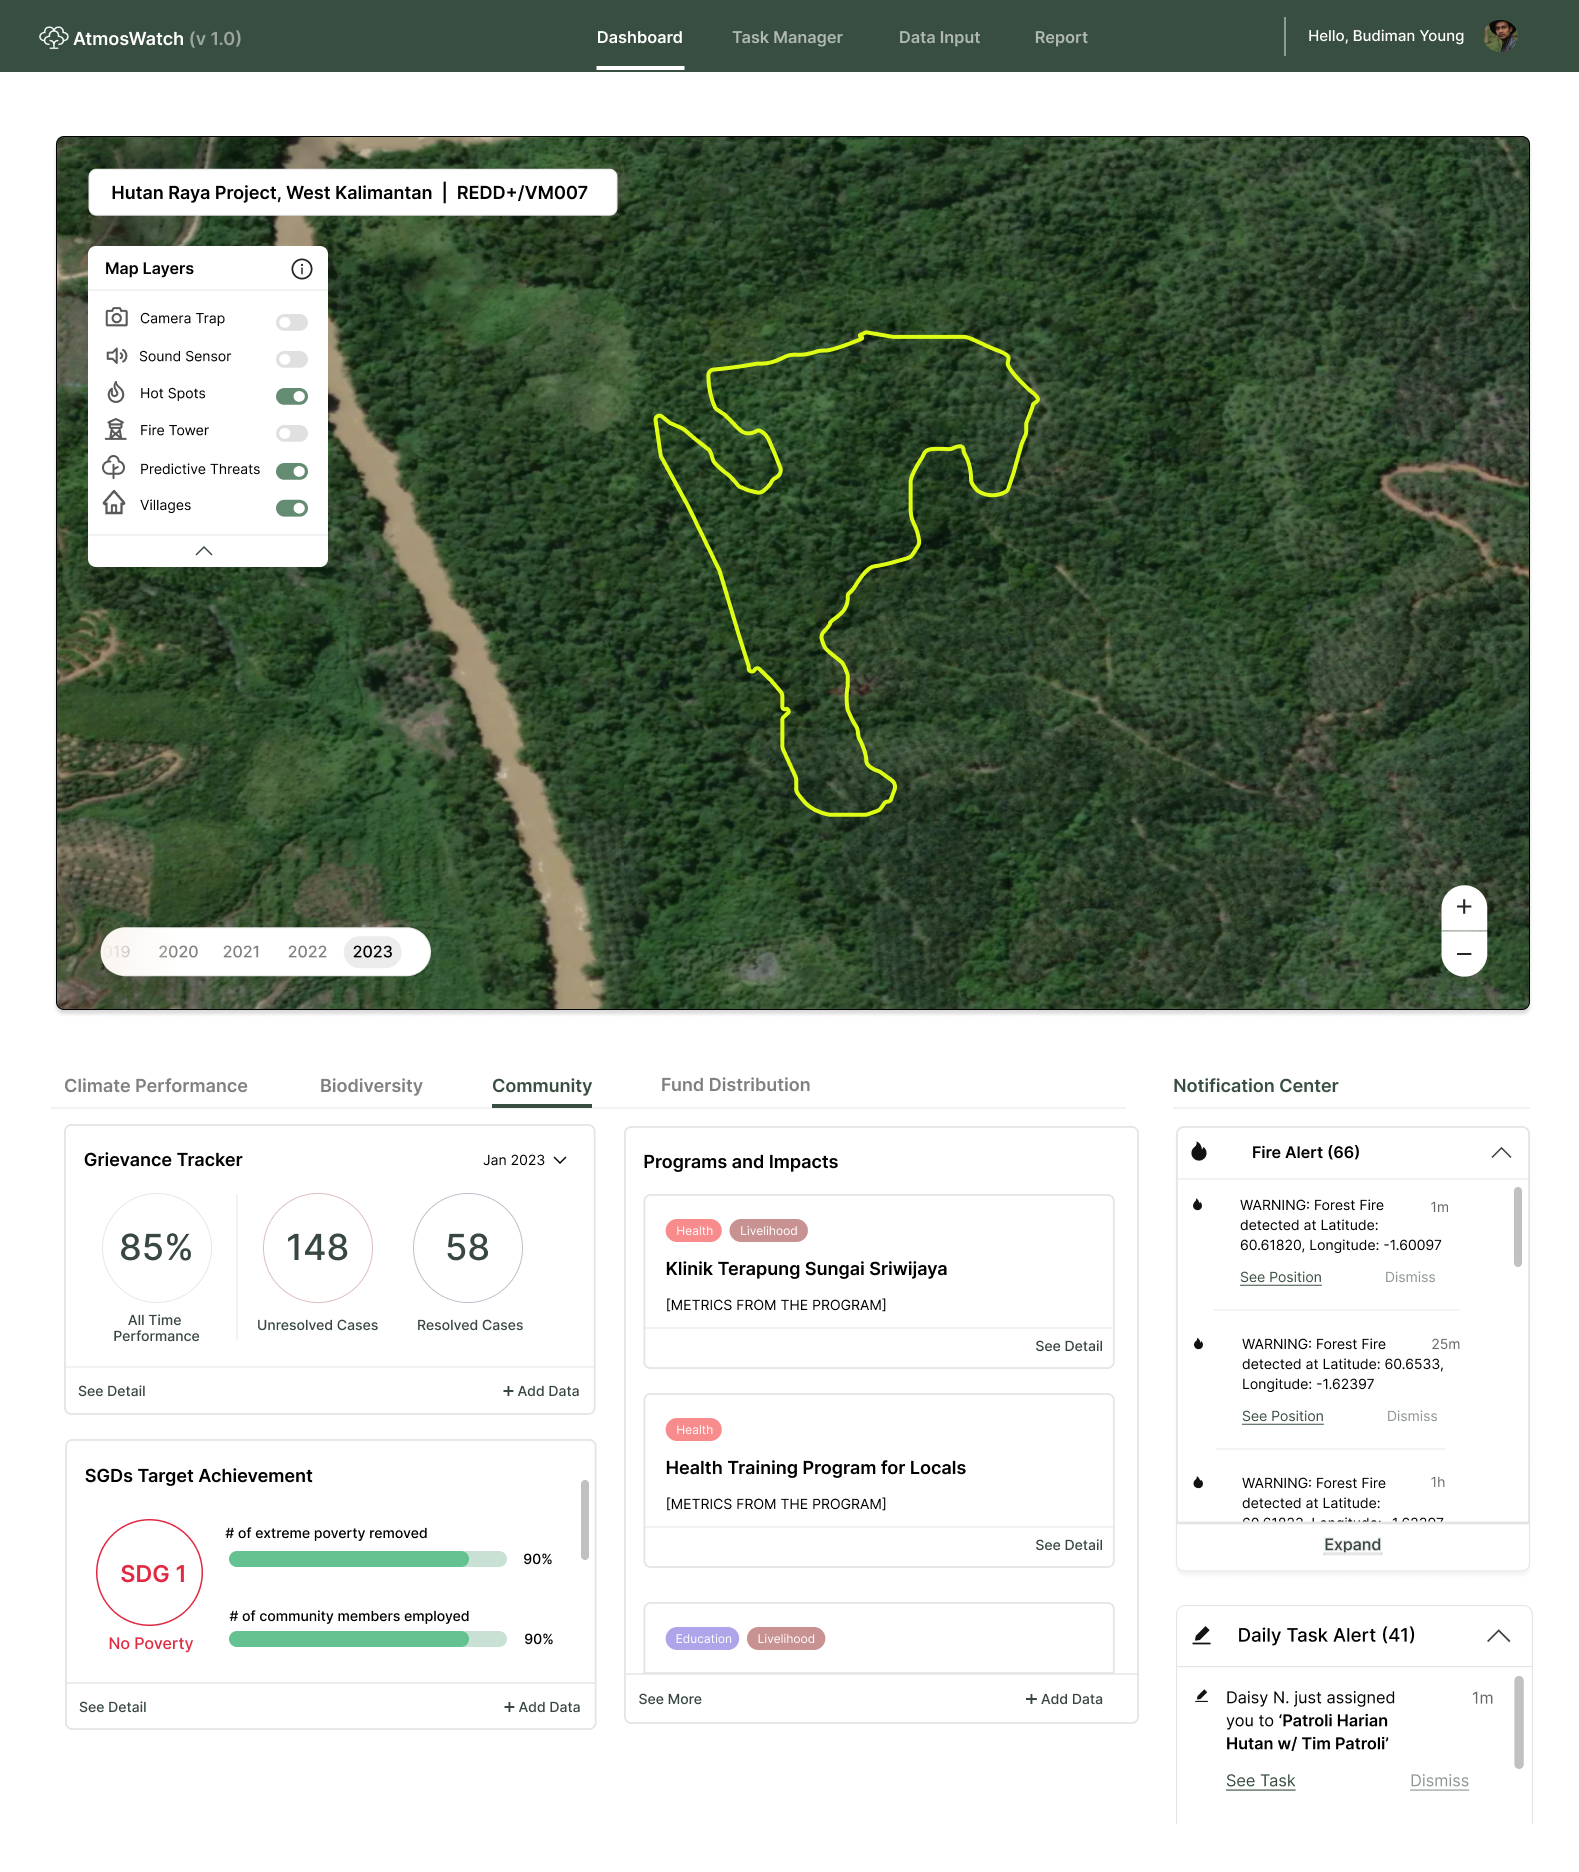 AtmosWatch (v 1.0)
Dashboard
Task Manager
Data Input
Report
Hello, Budiman Young
Hutan Raya Project, West Kalimantan | REDD+/VM007
Map Layers
Camera Trap
Sound Sensor
Hot Spots
Fire Tower
Predictive Threats
Villages
019 2020 2021 2022 2023
+
−
Climate Performance
Biodiversity
Community
Fund Distribution
Grievance Tracker
Jan 2023
85%
All Time
Performance
148
Unresolved Cases
58
Resolved Cases
See Detail
+ Add Data
SGDs Target Achievement
SDG 1
No Poverty
# of extreme poverty removed
90%
# of community members employed
90%
See Detail
+ Add Data
Programs and Impacts
Health Livelihood
Klinik Terapung Sungai Sriwijaya
[METRICS FROM THE PROGRAM]
See Detail
Health
Health Training Program for Locals
[METRICS FROM THE PROGRAM]
See Detail
Education Livelihood
See More
+ Add Data
Notification Center
Fire Alert (66)
WARNING: Forest Fire
detected at Latitude:
60.61820, Longitude: -1.60097
1m
See Position
Dismiss
WARNING: Forest Fire
detected at Latitude: 60.6533,
Longitude: -1.62397
25m
See Position
Dismiss
WARNING: Forest Fire
detected at Latitude:
1h
Expand
Daily Task Alert (41)
Daisy N. just assigned
you to ‘Patroli Harian
Hutan w/ Tim Patroli’
1m
See Task
Dismiss